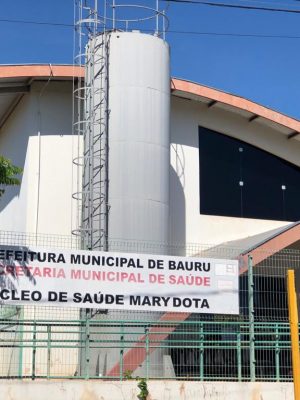 EFEITURA MUNICIPAL DE BAURU
CRETARIA MUNICIPAL DE SAÚDE
CLEO DE SAÚDE MARY DOTA